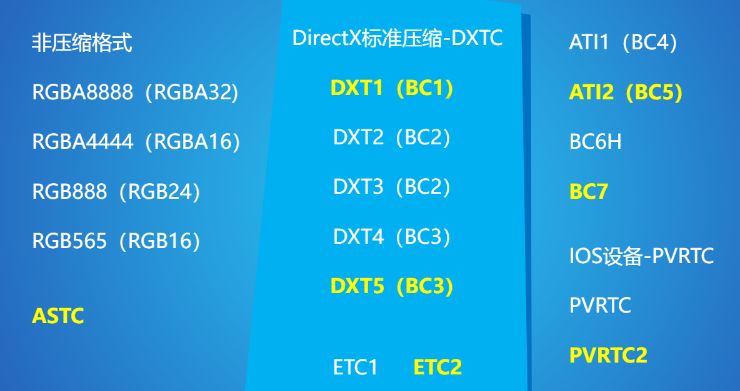 非压缩格式
RGBA8888（RGBA32)
RGBA4444（RGBA16）
RGB888（RGB24）
RGB565（RGB16）
ASTC
DirectX标准压缩-DXTC
DXT1（BC1）
DXT2（BC2）
DXT3（BC2）
DXT4（BC3）
DXT5（BC3）
ETC1 ETC2
ATI1（BC4）
ATI2（BC5）
BC6H
BC7
IOS设备-PVRTC
PVRTC
PVRTC2